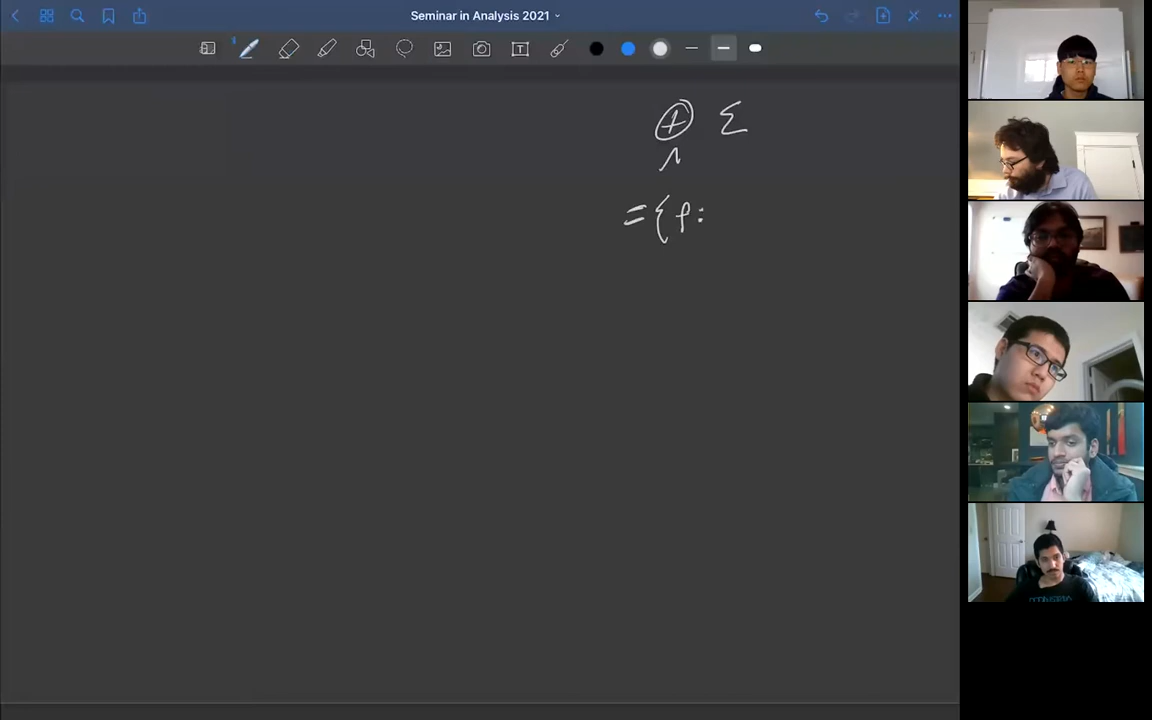 Seminar in Analysis 2021
T
⊕ Σ
Λ
= { f :